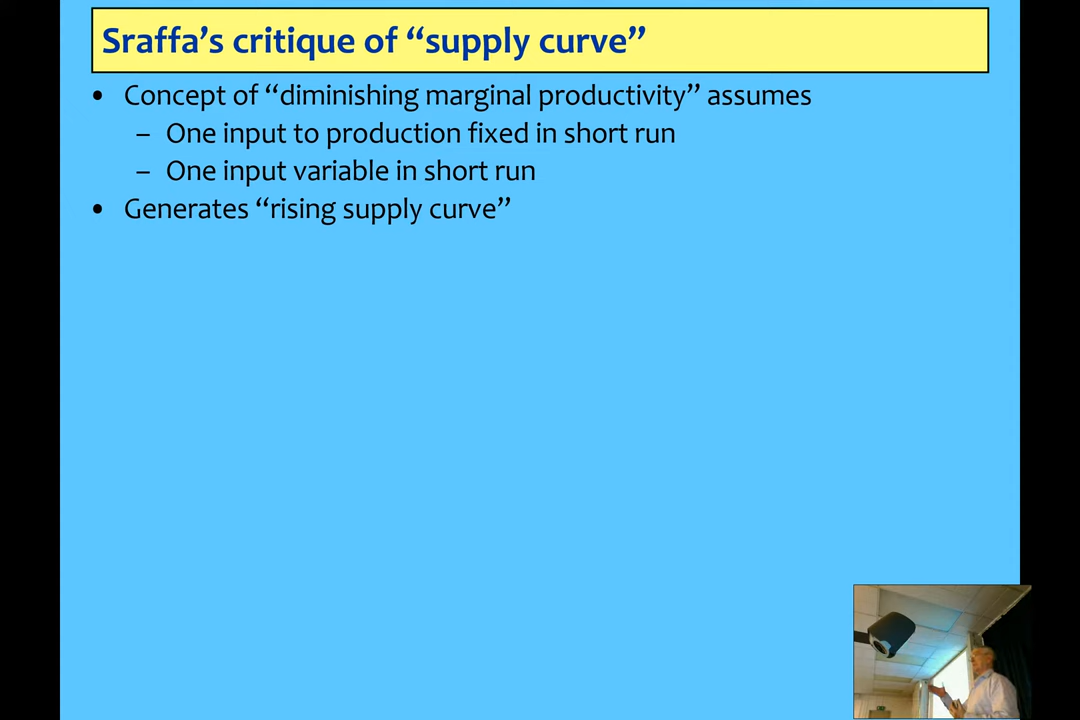 Sraffa’s critique of “supply curve”
• Concept of “diminishing marginal productivity” assumes
– One input to production fixed in short run
– One input variable in short run
• Generates “rising supply curve”